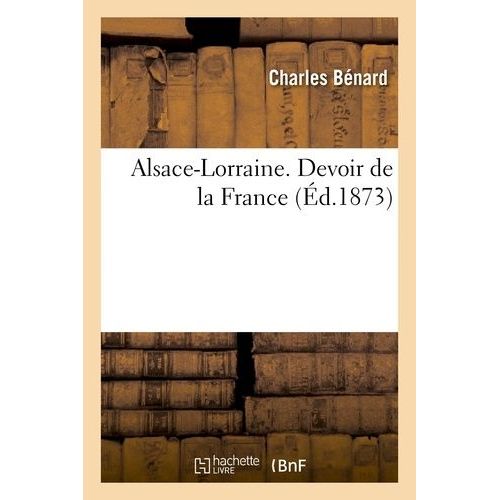 Charles Bénard
Alsace-Lorraine. Devoir de
la France (Éd.1873)
hachette
LIVRE
{BnF